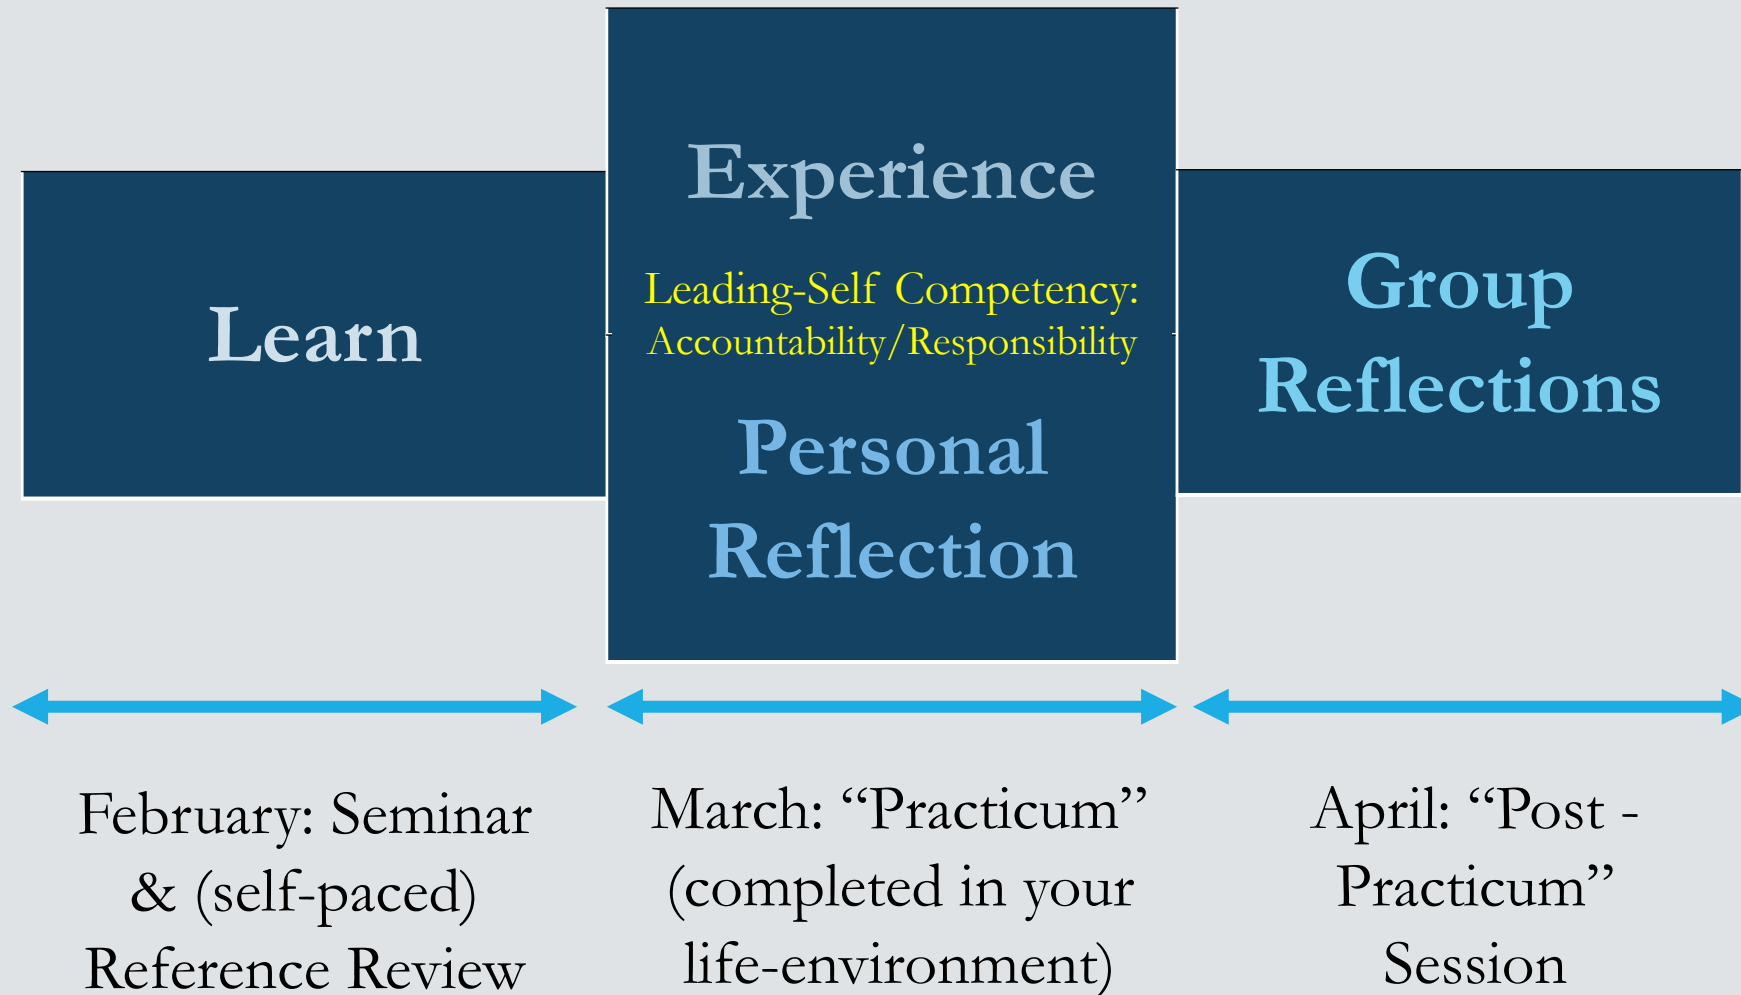 Learn
Experience
Leading-Self Competency:
Accountability/Responsibility
Personal
Reflection
Group
Reflections
February: Seminar
& (self-paced)
Reference Review
March: “Practicum”
(completed in your
life-environment)
April: “Post -
Practicum”
Session